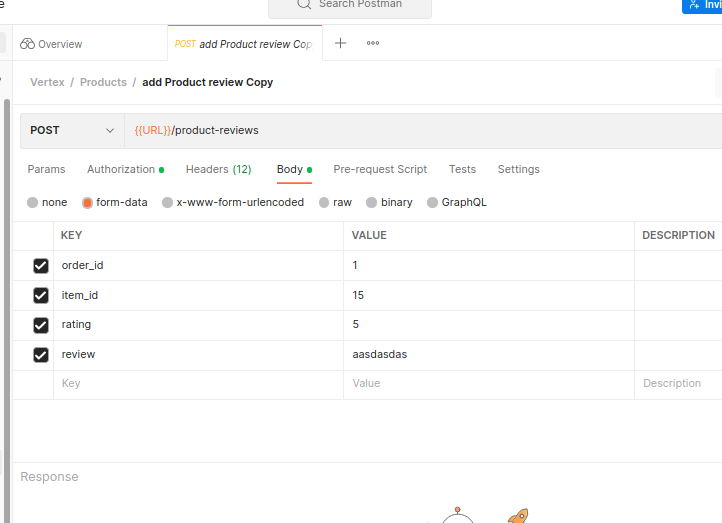 e
Search Postman
Invi
Overview
POST add Product review Cop
Vertex / Products / add Product review Copy
POST
{{URL}}/product-reviews
Params Authorization Headers (12) Body Pre-request Script Tests Settings
none form-data x-www-form-urlencoded raw binary GraphQL
KEY VALUE DESCRIPTION
order_id 1
item_id 15
rating 5
review aasdasdas
Key Value Description
Response